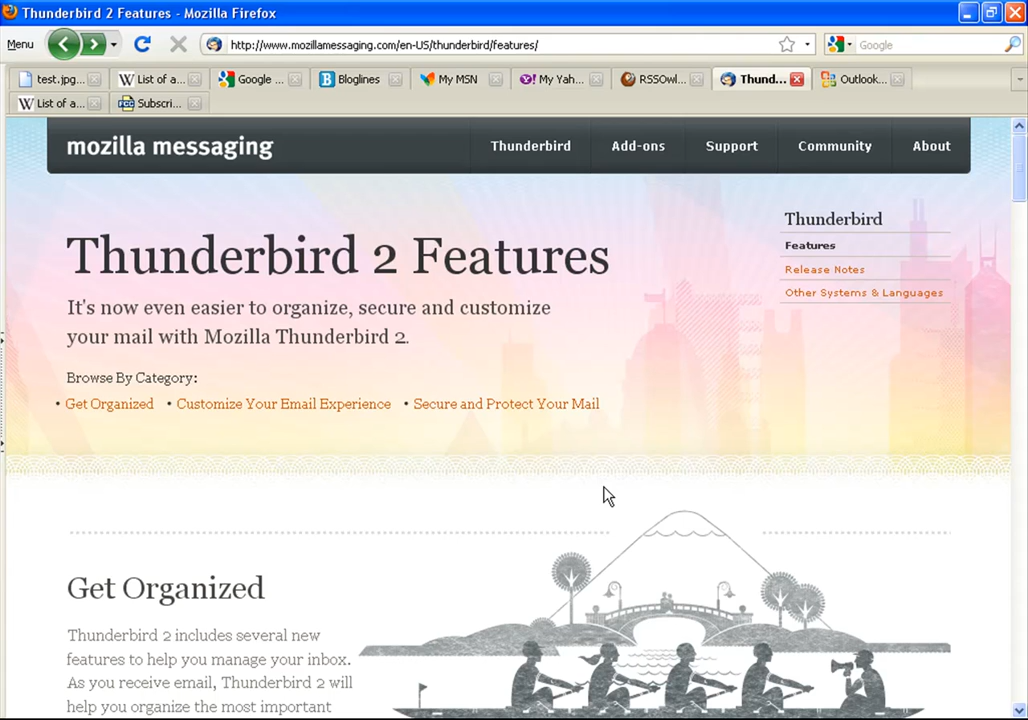 Thunderbird 2 Features - Mozilla Firefox
Menu
http://www.mozillamessaging.com/en-US/thunderbird/features/
Google
test.jpg...
List of a...
Google ...
Bloglines
My MSN
My Yah...
RSSOwl...
Thund...
Outlook...
List of a...
Subscri...
mozilla messaging
Thunderbird
Add-ons
Support
Community
About
Thunderbird 2 Features
It's now even easier to organize, secure and customize
your mail with Mozilla Thunderbird 2.
Browse By Category:
• Get Organized • Customize Your Email Experience • Secure and Protect Your Mail
Thunderbird
Features
Release Notes
Other Systems & Languages
Get Organized
Thunderbird 2 includes several new
features to help you manage your inbox.
As you receive email, Thunderbird 2 will
help you organize the most important